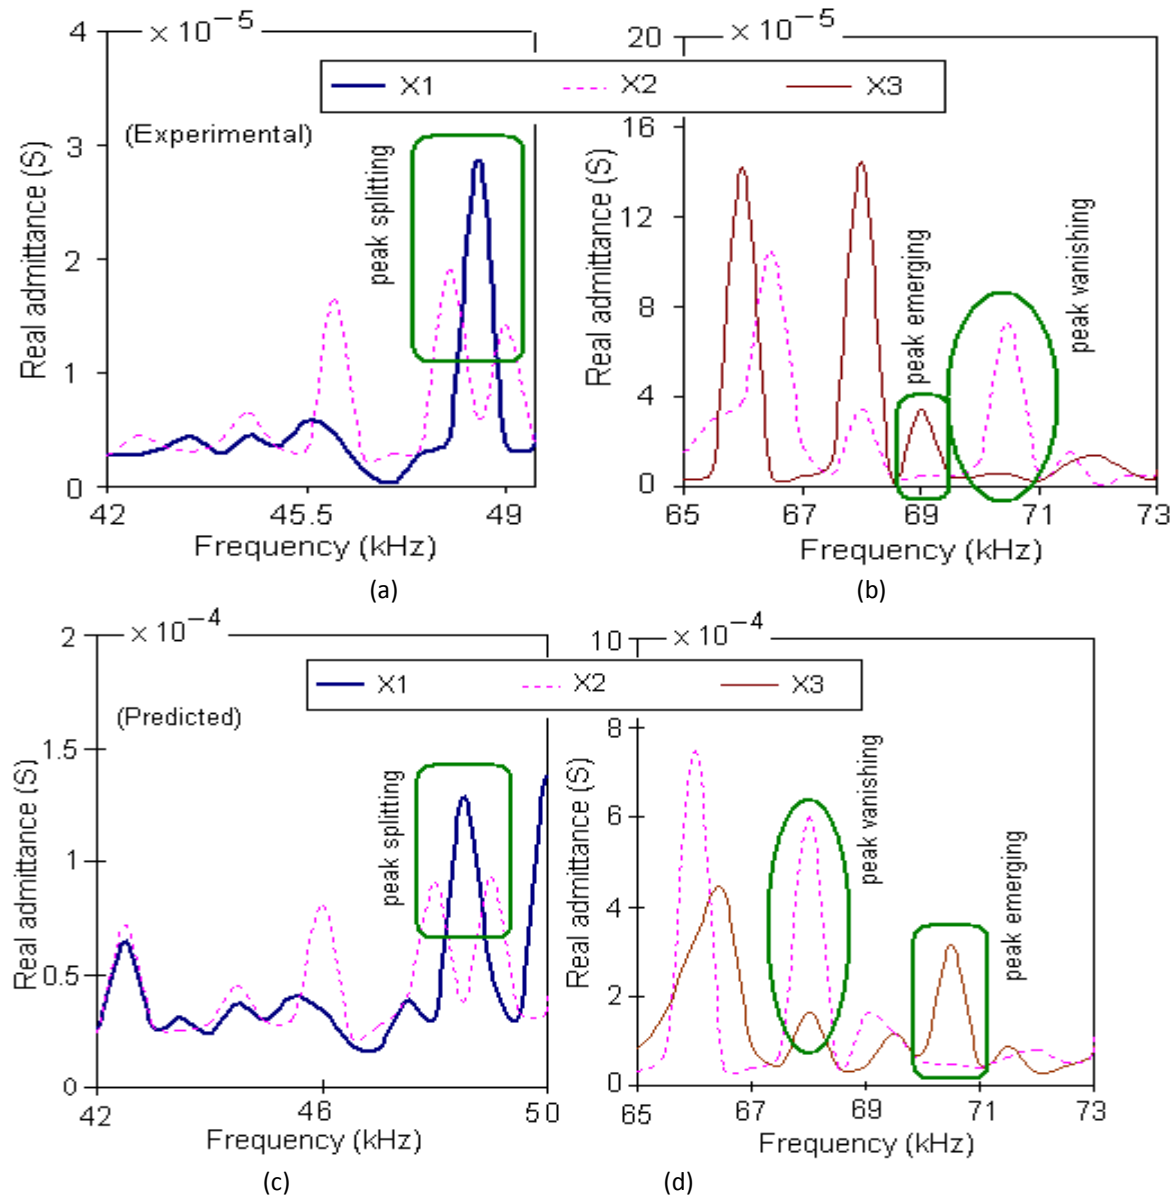 4 × 10−5
X1 X2 X3
(Experimental)
3
2
1
0
Real admittance (S)
peak splitting
42 45.5 49
Frequency (kHz)
(a)
20 × 10−5
16
12
8
4
0
Real admittance (S)
peak emerging
peak vanishing
65 67 69 71 73
Frequency (kHz)
(b)
2 × 10−4
X1 X2 X3
(Predicted)
1.5
1
0.5
0
Real admittance (S)
peak splitting
42 46 50
Frequency (kHz)
(c)
10 × 10−4
8
6
4
2
0
Real admittance (S)
peak vanishing
peak emerging
65 67 69 71 73
Frequency (kHz)
(d)